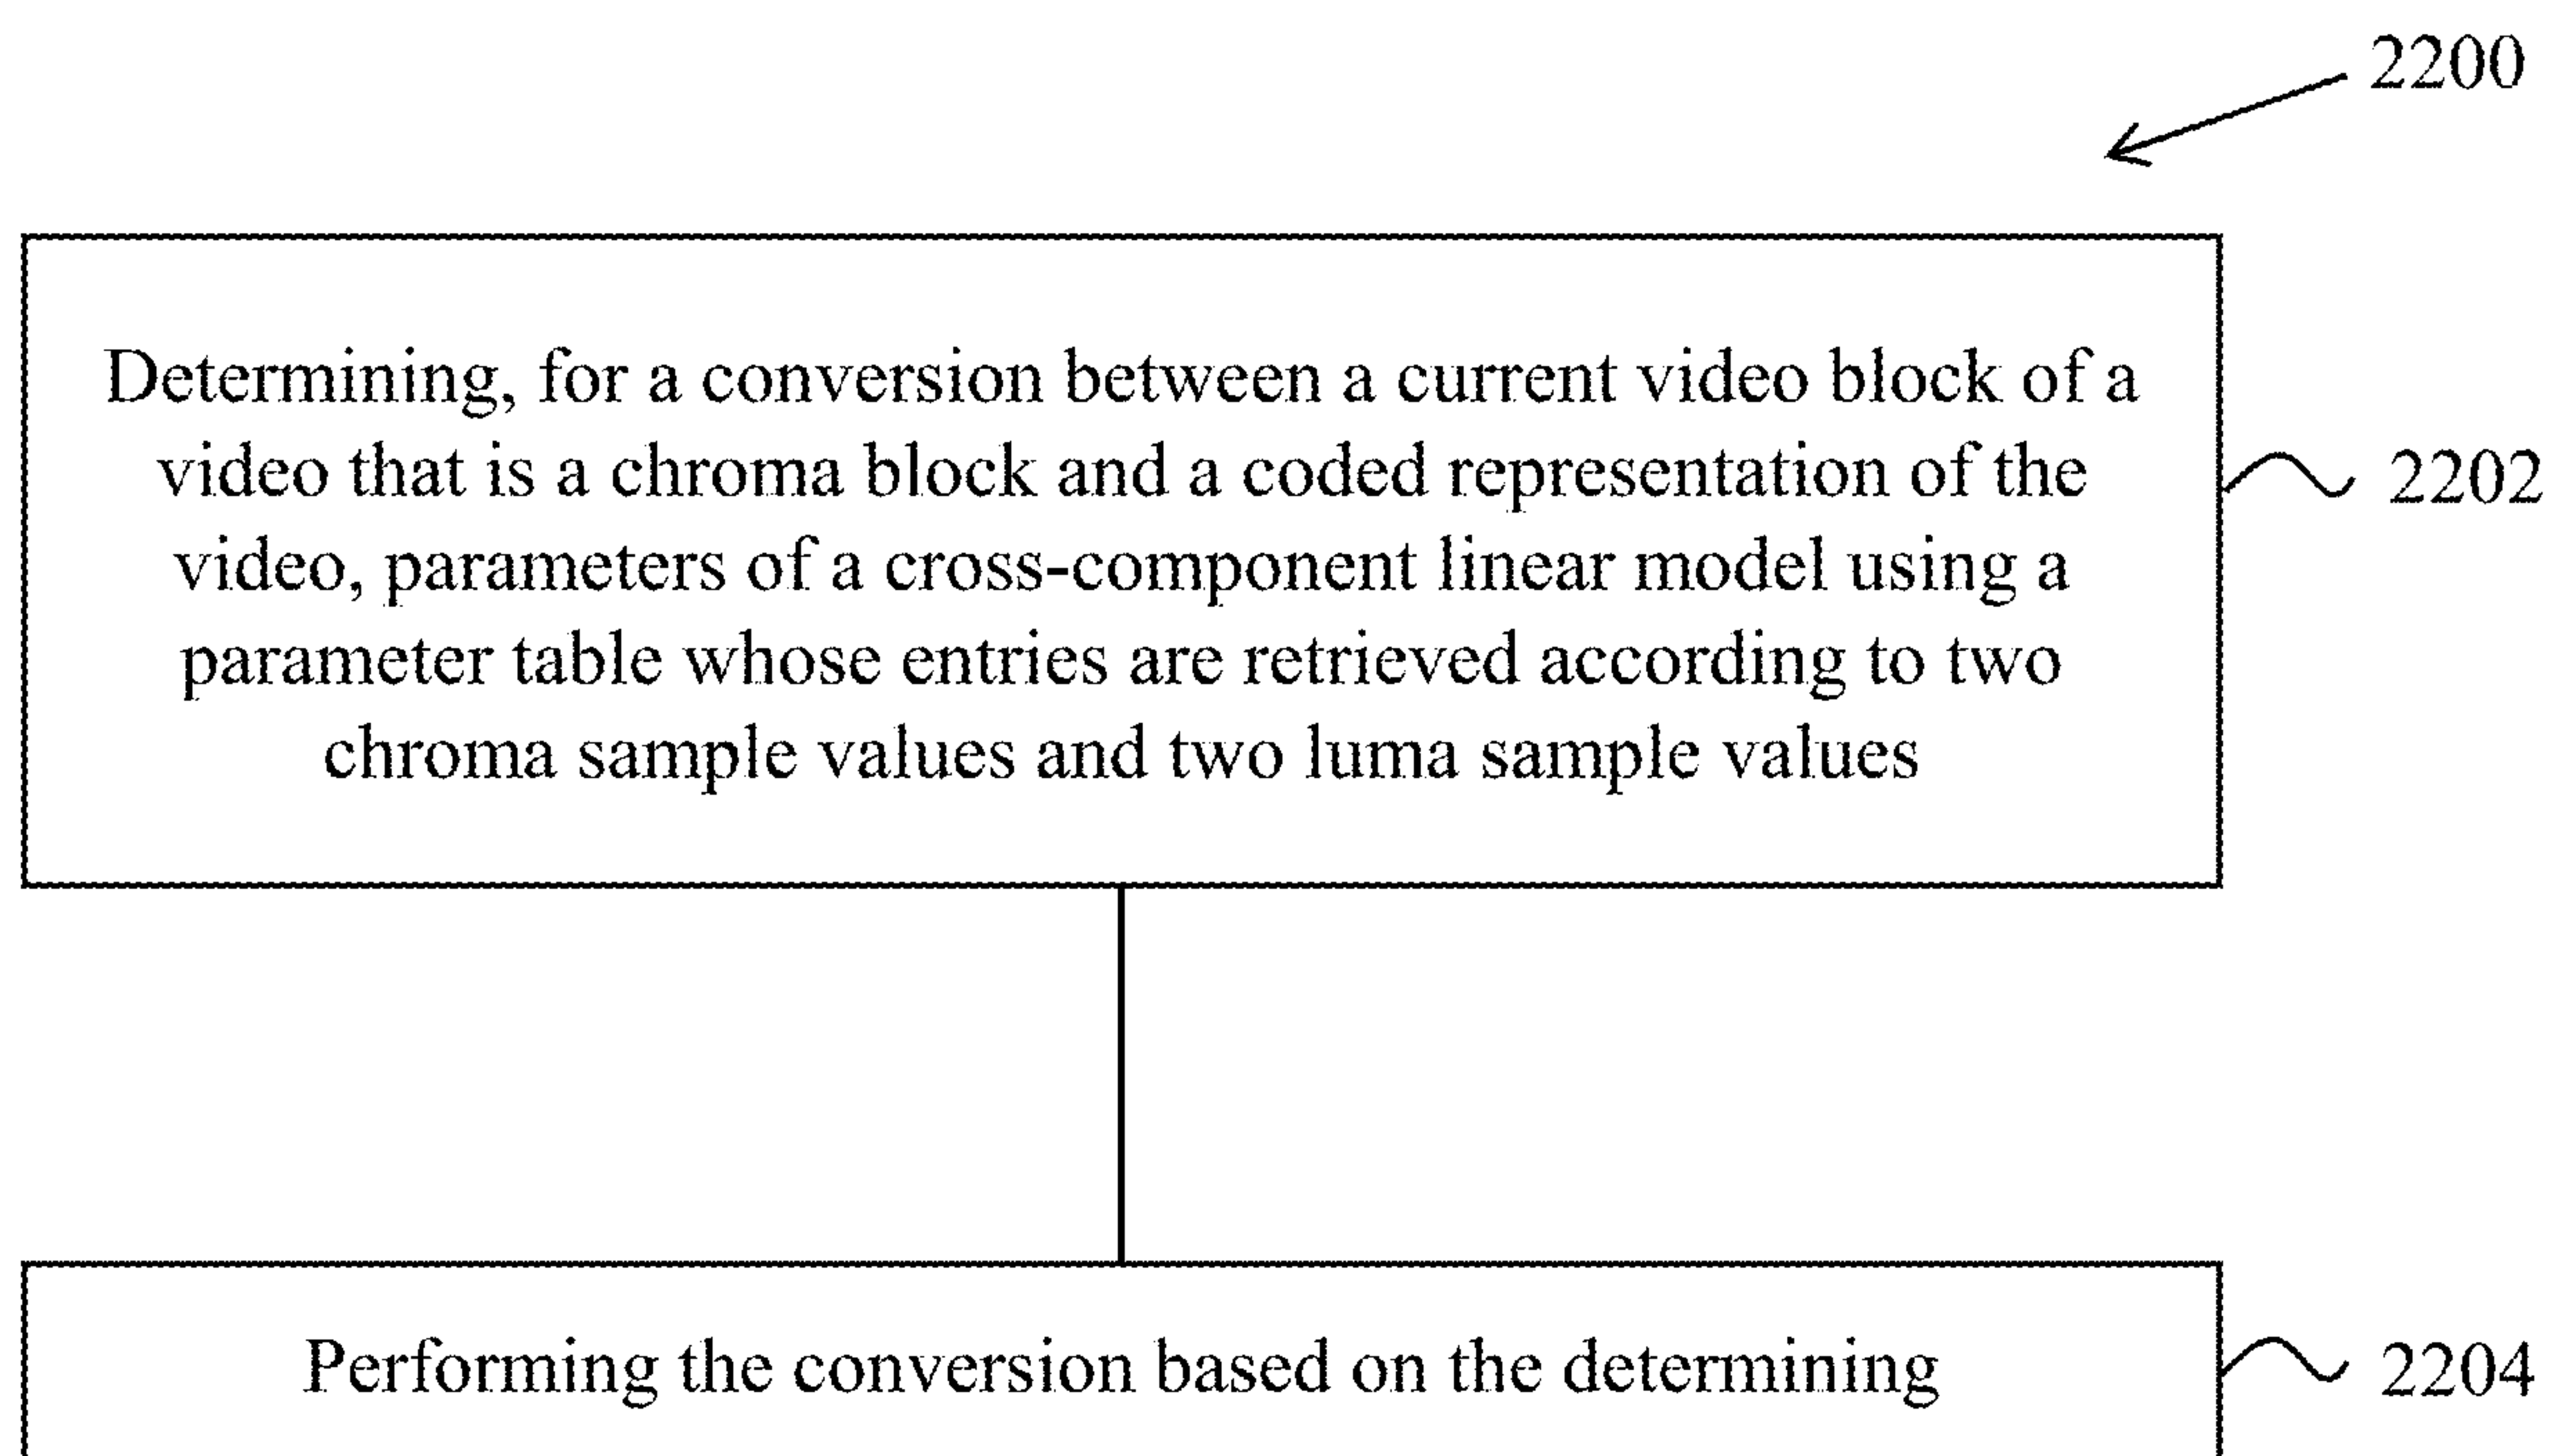 2200
Determining, for a conversion between a current video block of a
video that is a chroma block and a coded representation of the
video, parameters of a cross-component linear model using a
parameter table whose entries are retrieved according to two
chroma sample values and two luma sample values
2202
Performing the conversion based on the determining
2204